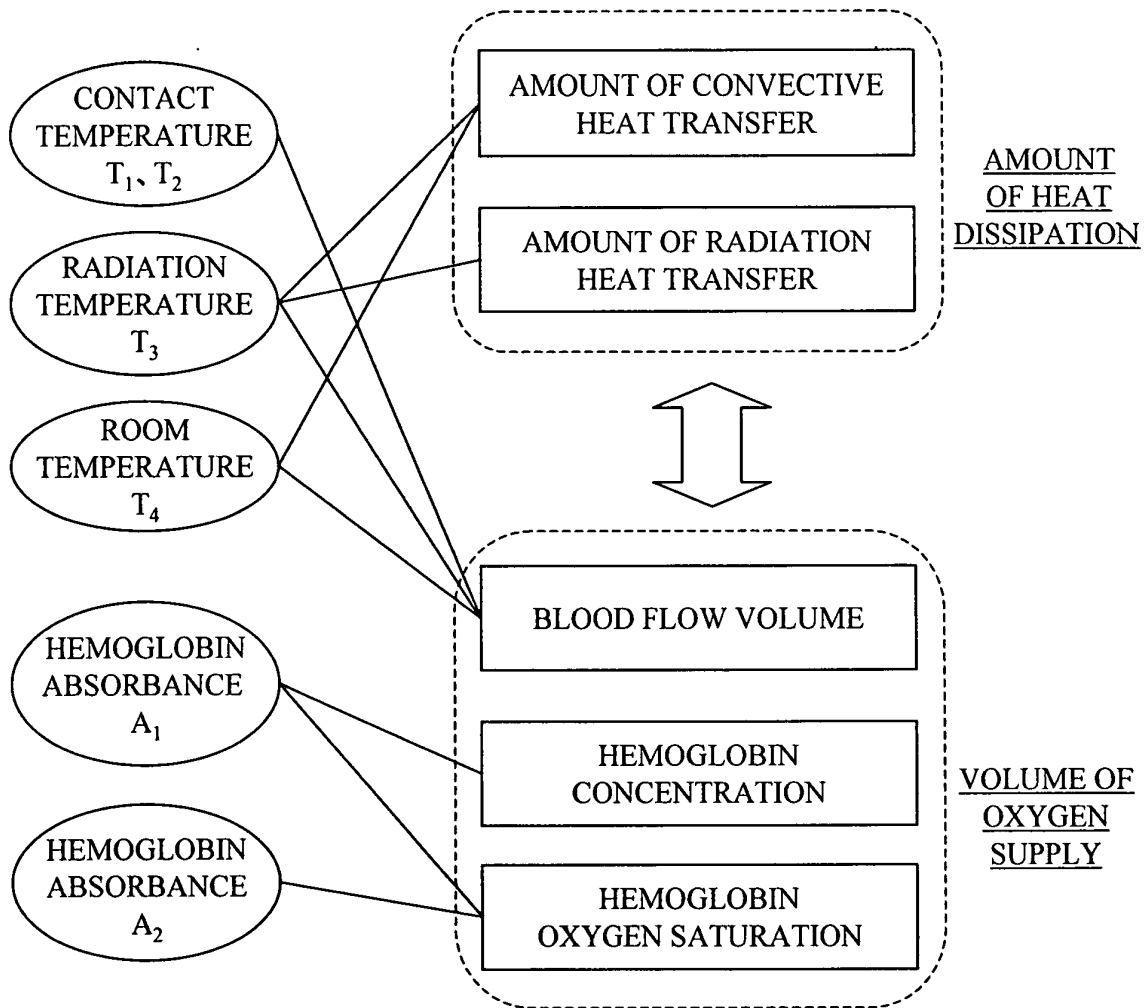 CONTACT
TEMPERATURE
T₁、T₂
RADIATION
TEMPERATURE
T₃
ROOM
TEMPERATURE
T₄
HEMOGLOBIN
ABSORBANCE
A₁
HEMOGLOBIN
ABSORBANCE
A₂
AMOUNT OF CONVECTIVE
HEAT TRANSFER
AMOUNT OF RADIATION
HEAT TRANSFER
AMOUNT
OF HEAT
DISSIPATION
BLOOD FLOW VOLUME
HEMOGLOBIN
CONCENTRATION
HEMOGLOBIN
OXYGEN SATURATION
VOLUME OF
OXYGEN
SUPPLY